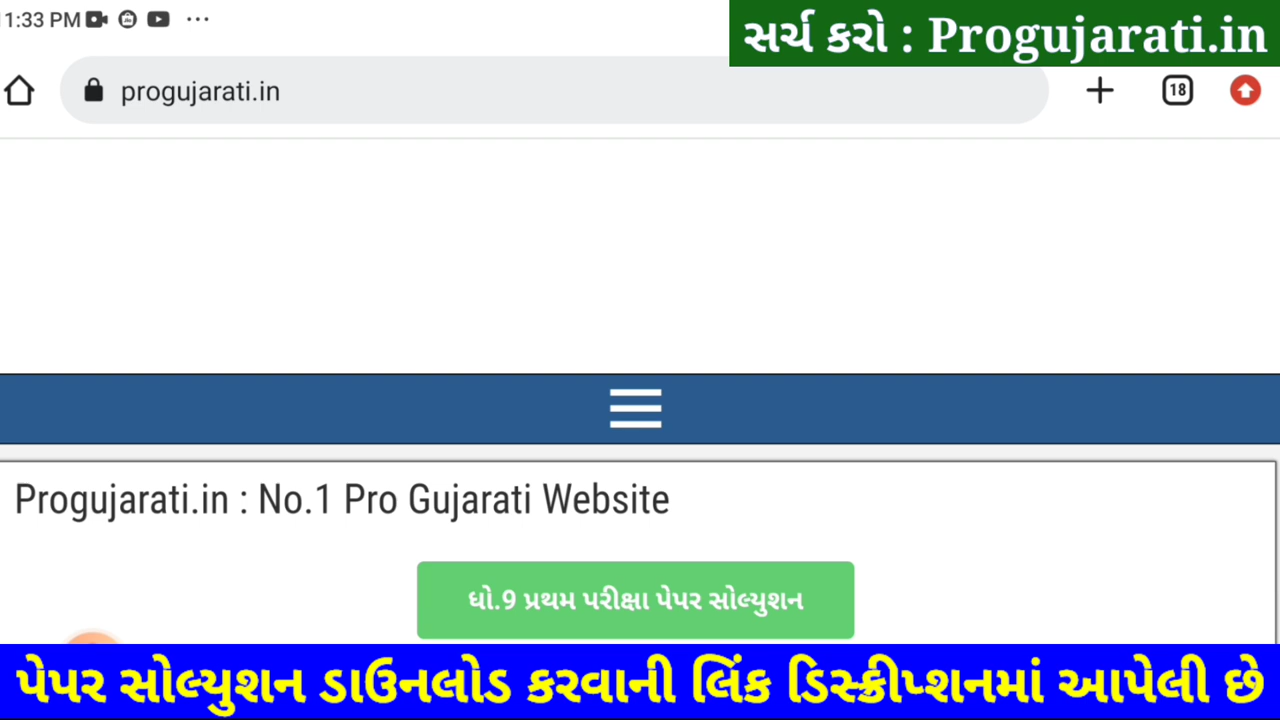 1:33 PM
સર્ચ કરો : Progujarati.in
progujarati.in
18
Progujarati.in : No.1 Pro Gujarati Website
ધો.9 પ્રથમ પરીક્ષા પેપર સોલ્યુશન
પેપર સોલ્યુશન ડાઉનલોડ કરવાની લિંક ડિસ્ક્રીપ્શનમાં આપેલી છે